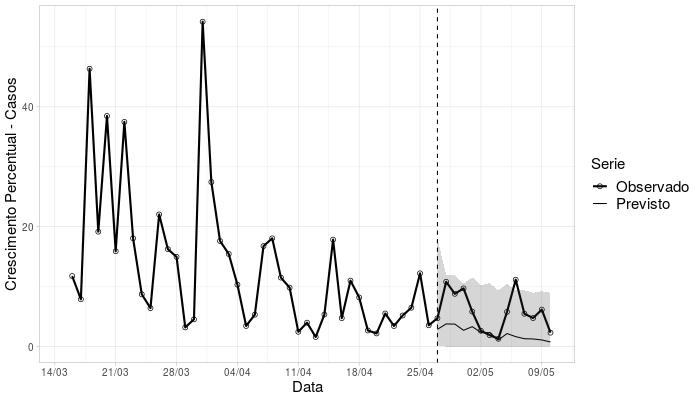 Crescimento Percentual - Casos
40
20
0
14/03
21/03
28/03
04/04
11/04
18/04
25/04
02/05
09/05
Data
Serie
Observado
Previsto